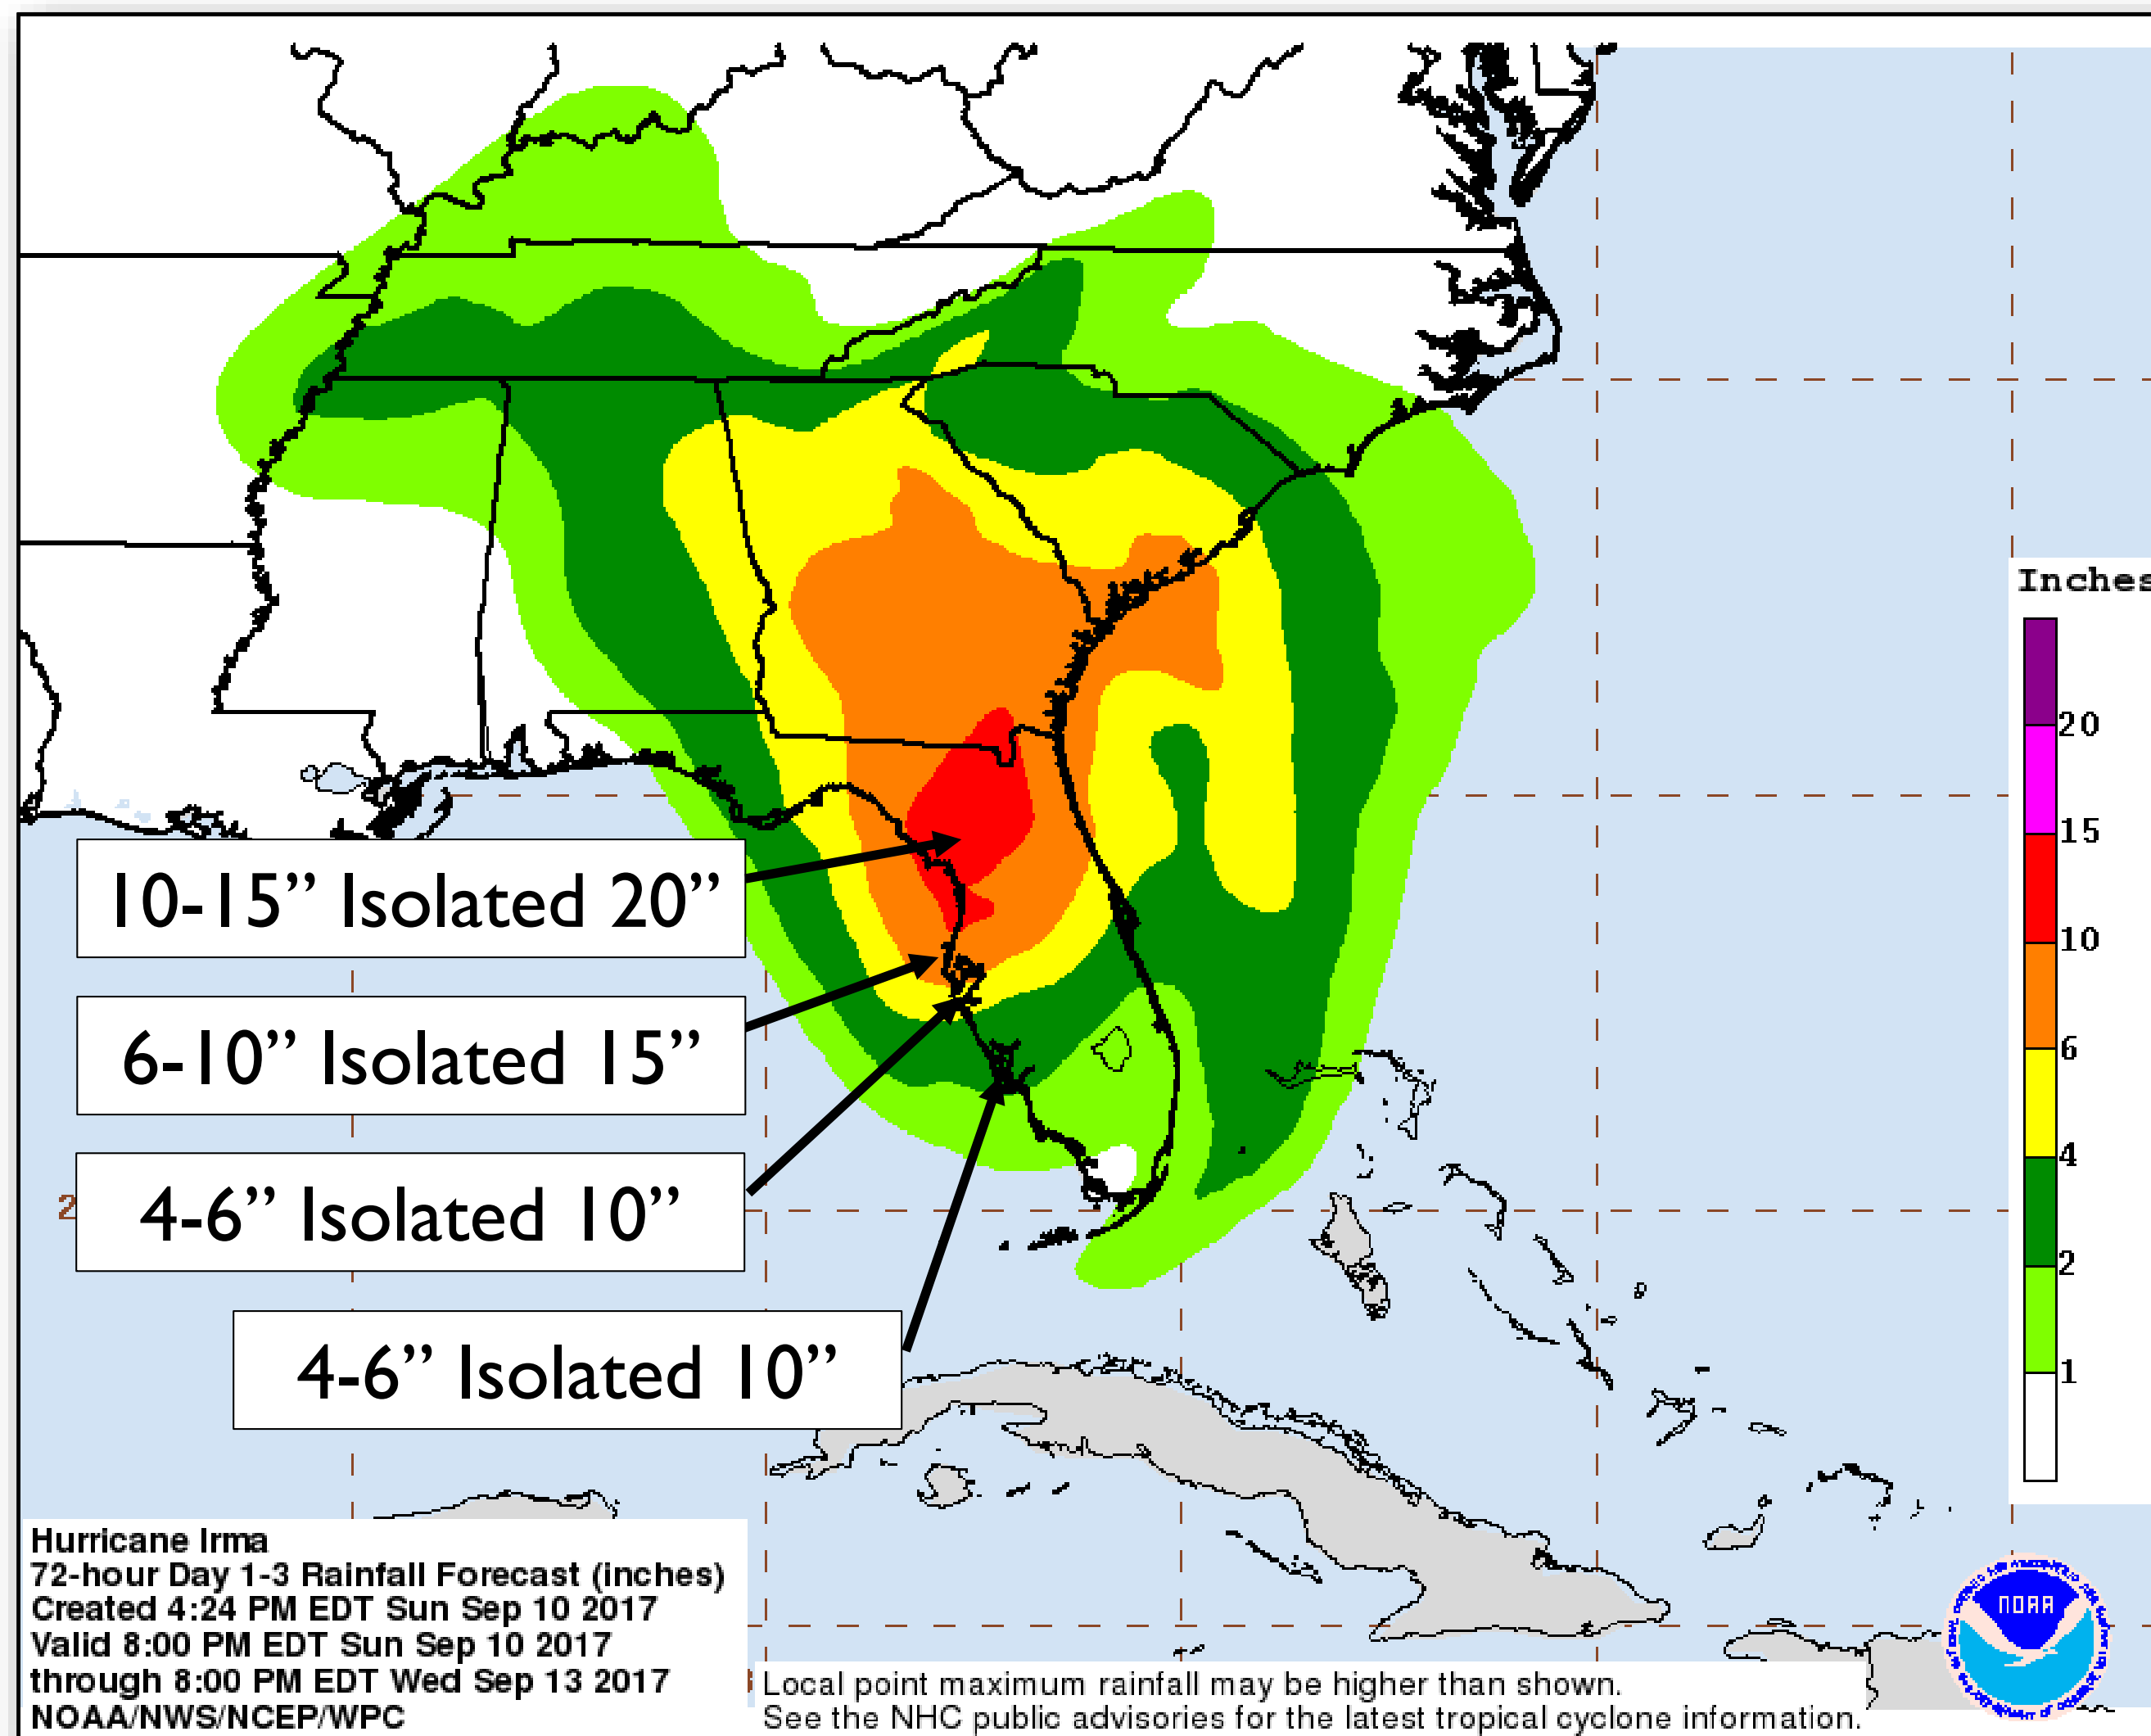 Inches
20
15
10
6
4
2
1
10-15” Isolated 20”
6-10” Isolated 15”
4-6” Isolated 10”
2
4-6” Isolated 10”
Hurricane Irma
72-hour Day 1-3 Rainfall Forecast (inches)
Created 4:24 PM EDT Sun Sep 10 2017
Valid 8:00 PM EDT Sun Sep 10 2017
through 8:00 PM EDT Wed Sep 13 2017
NOAA/NWS/NCEP/WPC
Local point maximum rainfall may be higher than shown.
See the NHC public advisories for the latest tropical cyclone information.
NOAA